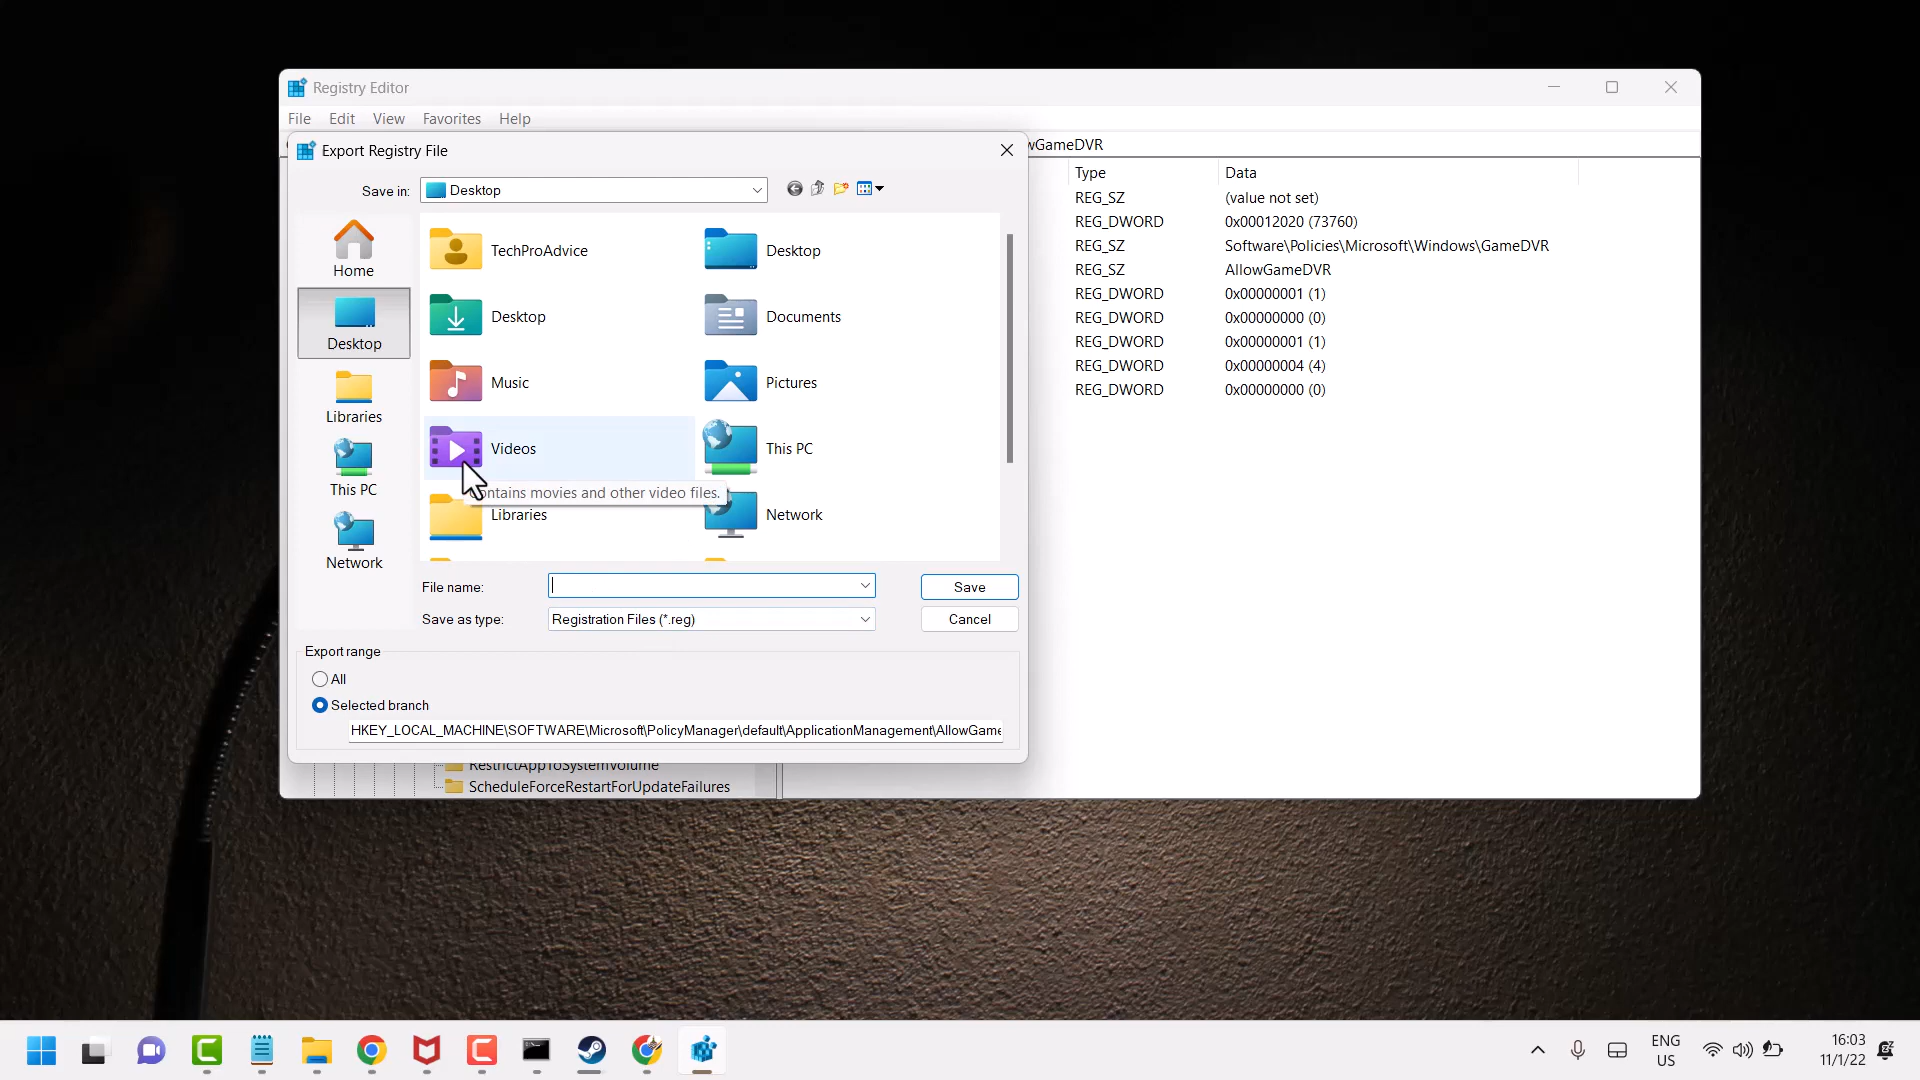 Registry Editor
File Edit View Favorites Help
Export Registry File
wGameDVR
Save in: Desktop
Type Data
REG_SZ (value not set)
REG_DWORD 0x00012020 (73760)
REG_SZ Software\Policies\Microsoft\Windows\GameDVR
REG_SZ AllowGameDVR
REG_DWORD 0x00000001 (1)
REG_DWORD 0x00000000 (0)
REG_DWORD 0x00000001 (1)
REG_DWORD 0x00000004 (4)
REG_DWORD 0x00000000 (0)
Home
Desktop
Libraries
This PC
Network
TechProAdvice Desktop
Desktop Documents
Music Pictures
Videos This PC
ontains movies and other video files.
Libraries Network
File name: Save
Save as type: Registration Files (*.reg) Cancel
Export range
All
Selected branch
HKEY_LOCAL_MACHINE\SOFTWARE\Microsoft\PolicyManager\default\ApplicationManagement\AllowGame
RestrictAppToSystemVolume
ScheduleForceRestartForUpdateFailures
ENG
US
16:03
11/1/22